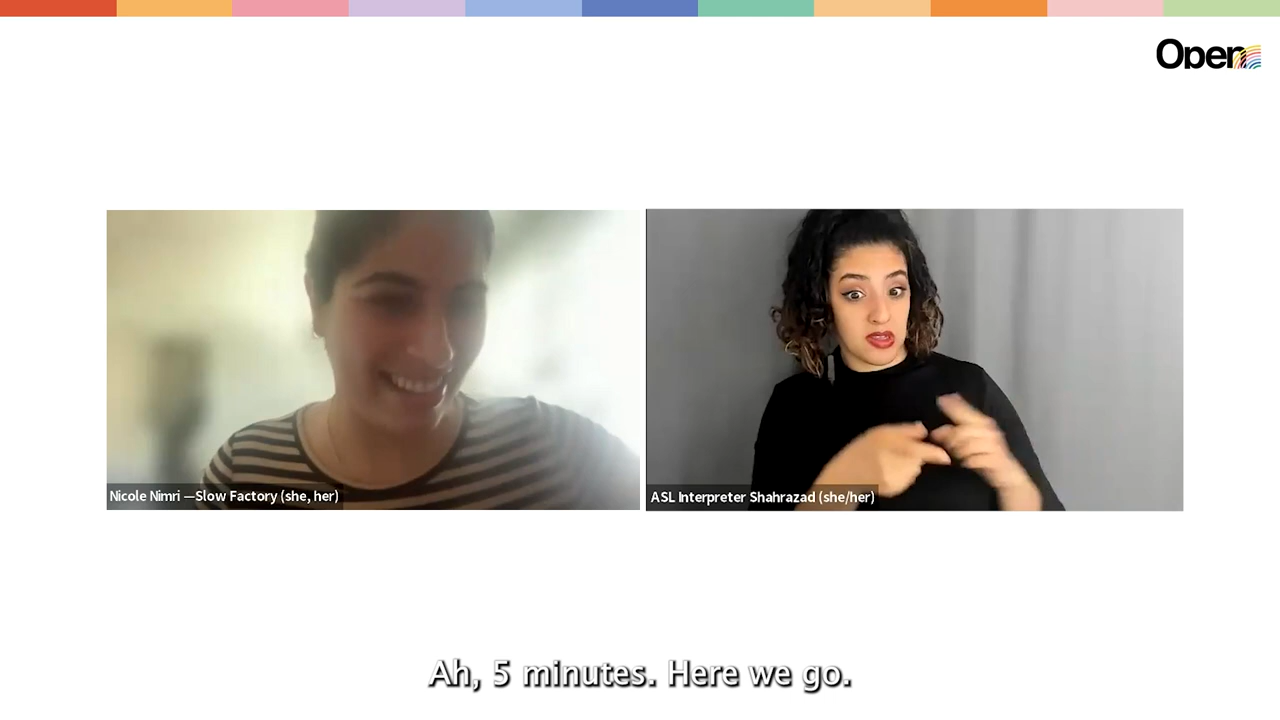 Open
Nicole Nimri —Slow Factory (she, her)
ASL Interpreter Shahrazad (she/her)
Ah, 5 minutes. Here we go.